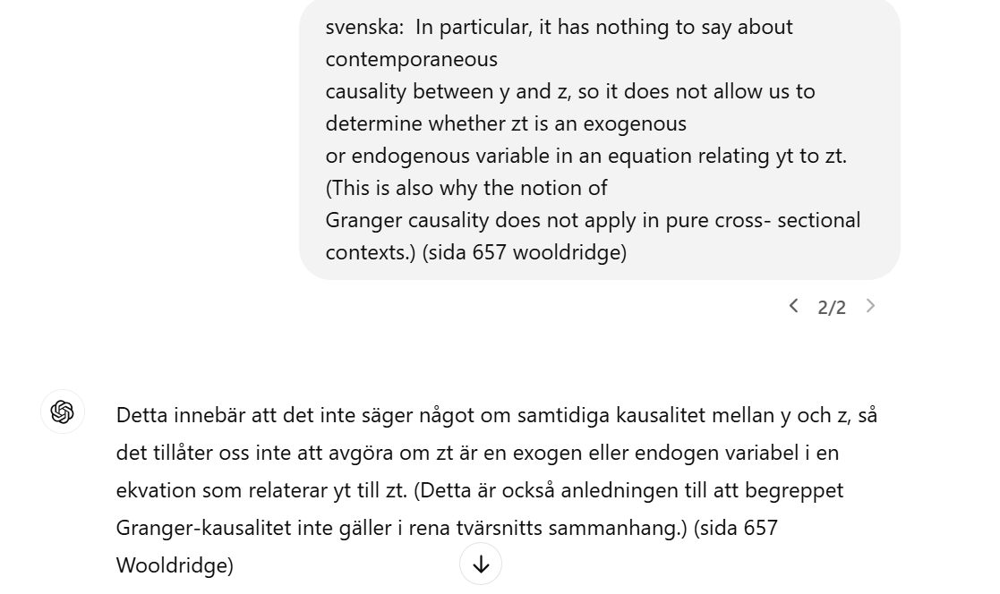 svenska:  In particular, it has nothing to say about
contemporaneous
causality between y and z, so it does not allow us to
determine whether zt is an exogenous
or endogenous variable in an equation relating yt to zt.
(This is also why the notion of
Granger causality does not apply in pure cross- sectional
contexts.) (sida 657 wooldridge)
2/2
Detta innebär att det inte säger något om samtidiga kausalitet mellan y och z, så
det tillåter oss inte att avgöra om zt är en exogen eller endogen variabel i en
ekvation som relaterar yt till zt. (Detta är också anledningen till att begreppet
Granger-kausalitet inte gäller i rena tvärsnitts sammanhang.) (sida 657
Wooldridge)